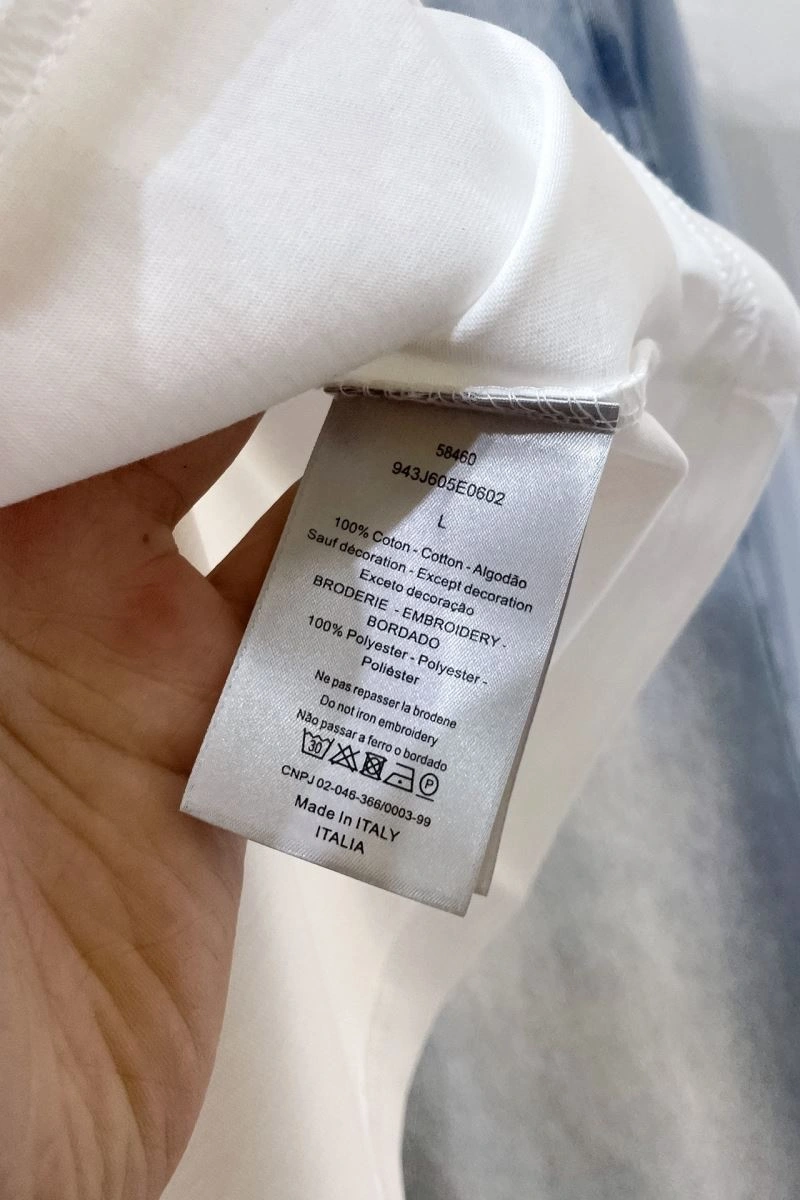 58460
943J605E0602
L
100% Coton - Cotton - Algodão
Sauf décoration - Except decoration
Exceto decoração
BRODERIE - EMBROIDERY -
BORDADO
100% Polyester - Polyester -
Poliéster
Ne pas repasser la brodene
Do not iron embroidery
Não passar a ferro o bordado
30 P
CNPJ 02-046-366/0003-99
Made In ITALY
ITALIA